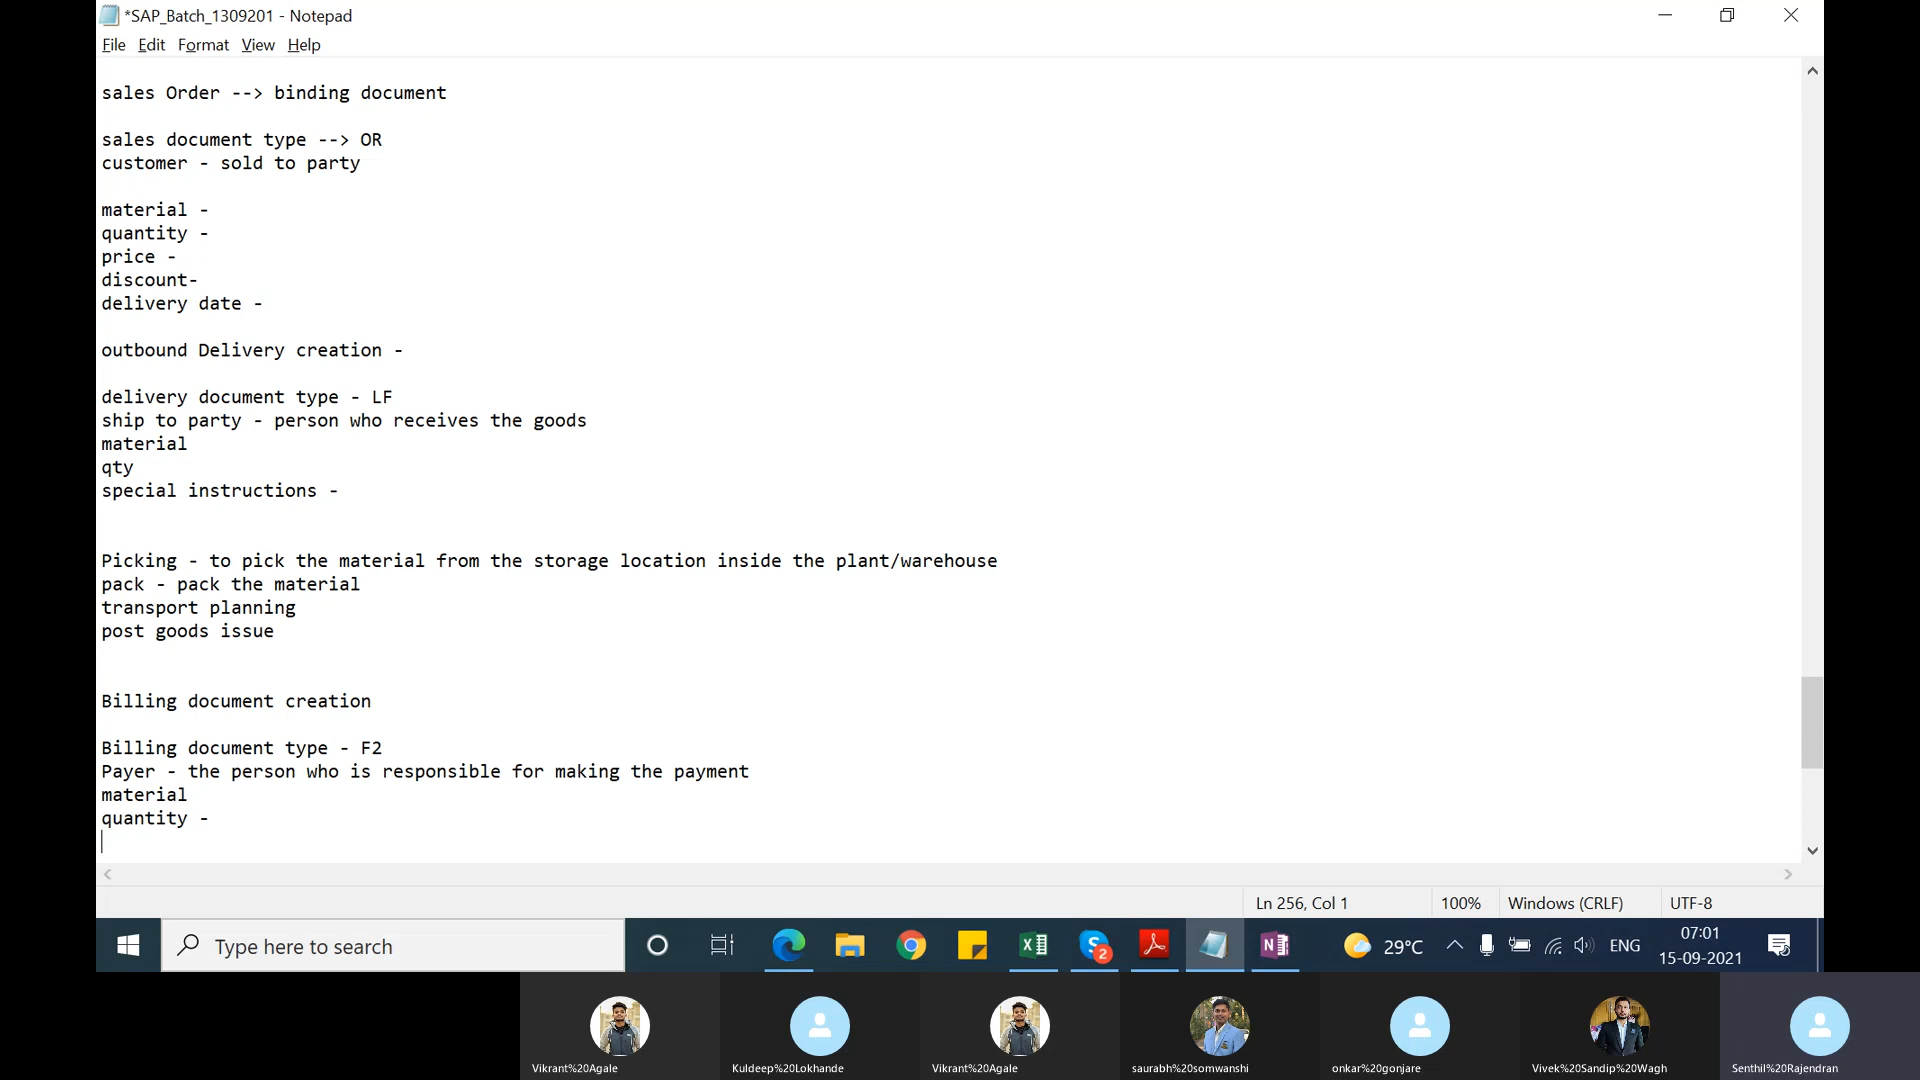 *SAP_Batch_1309201 - Notepad
File Edit Format View Help
sales Order --> binding document
sales document type --> OR
customer - sold to party
material -
quantity -
price -
discount-
delivery date -
outbound Delivery creation -
delivery document type - LF
ship to party - person who receives the goods
material
qty
special instructions -
Picking - to pick the material from the storage location inside the plant/warehouse
pack - pack the material
transport planning
post goods issue
Billing document creation
Billing document type - F2
Payer - the person who is responsible for making the payment
material
quantity -
Ln 256, Col 1 100% Windows (CRLF) UTF-8
Type here to search 2 29°C ENG 07:01
15-09-2021
Vikrant%20Agale Kuldeep%20Lokhande Vikrant%20Agale saurabh%20somwanshi onkar%20gonjare Vivek%20Sandip%20Wagh Senthil%20Rajendran